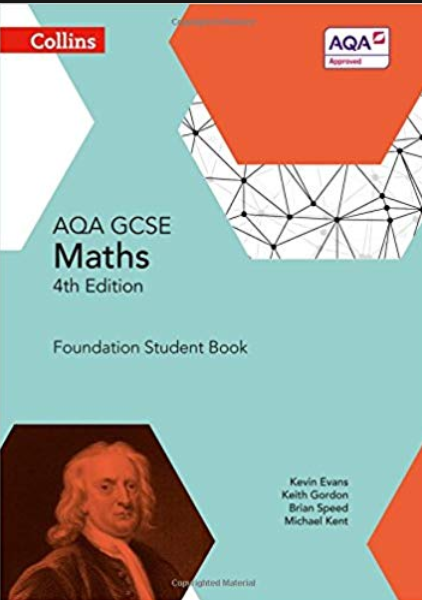 Collins
AQA
Approved
AQA GCSE
Maths
4th Edition
Foundation Student Book
Kevin Evans
Keith Gordon
Brian Speed
Michael Kent
Copyrighted material